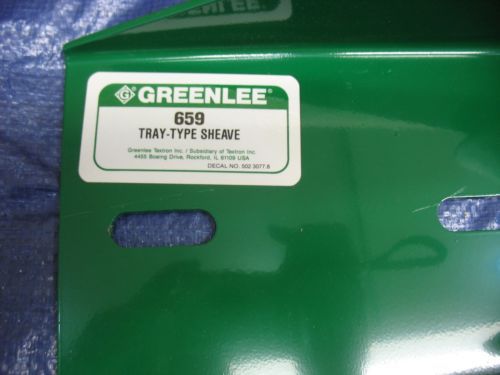 GREENLEE®
659
TRAY-TYPE SHEAVE
Greenlee Textron Inc. / Subsidiary of Textron Inc.
4455 Boeing Drive, Rockford, IL 61109 USA
DECAL NO. 502 3077.6